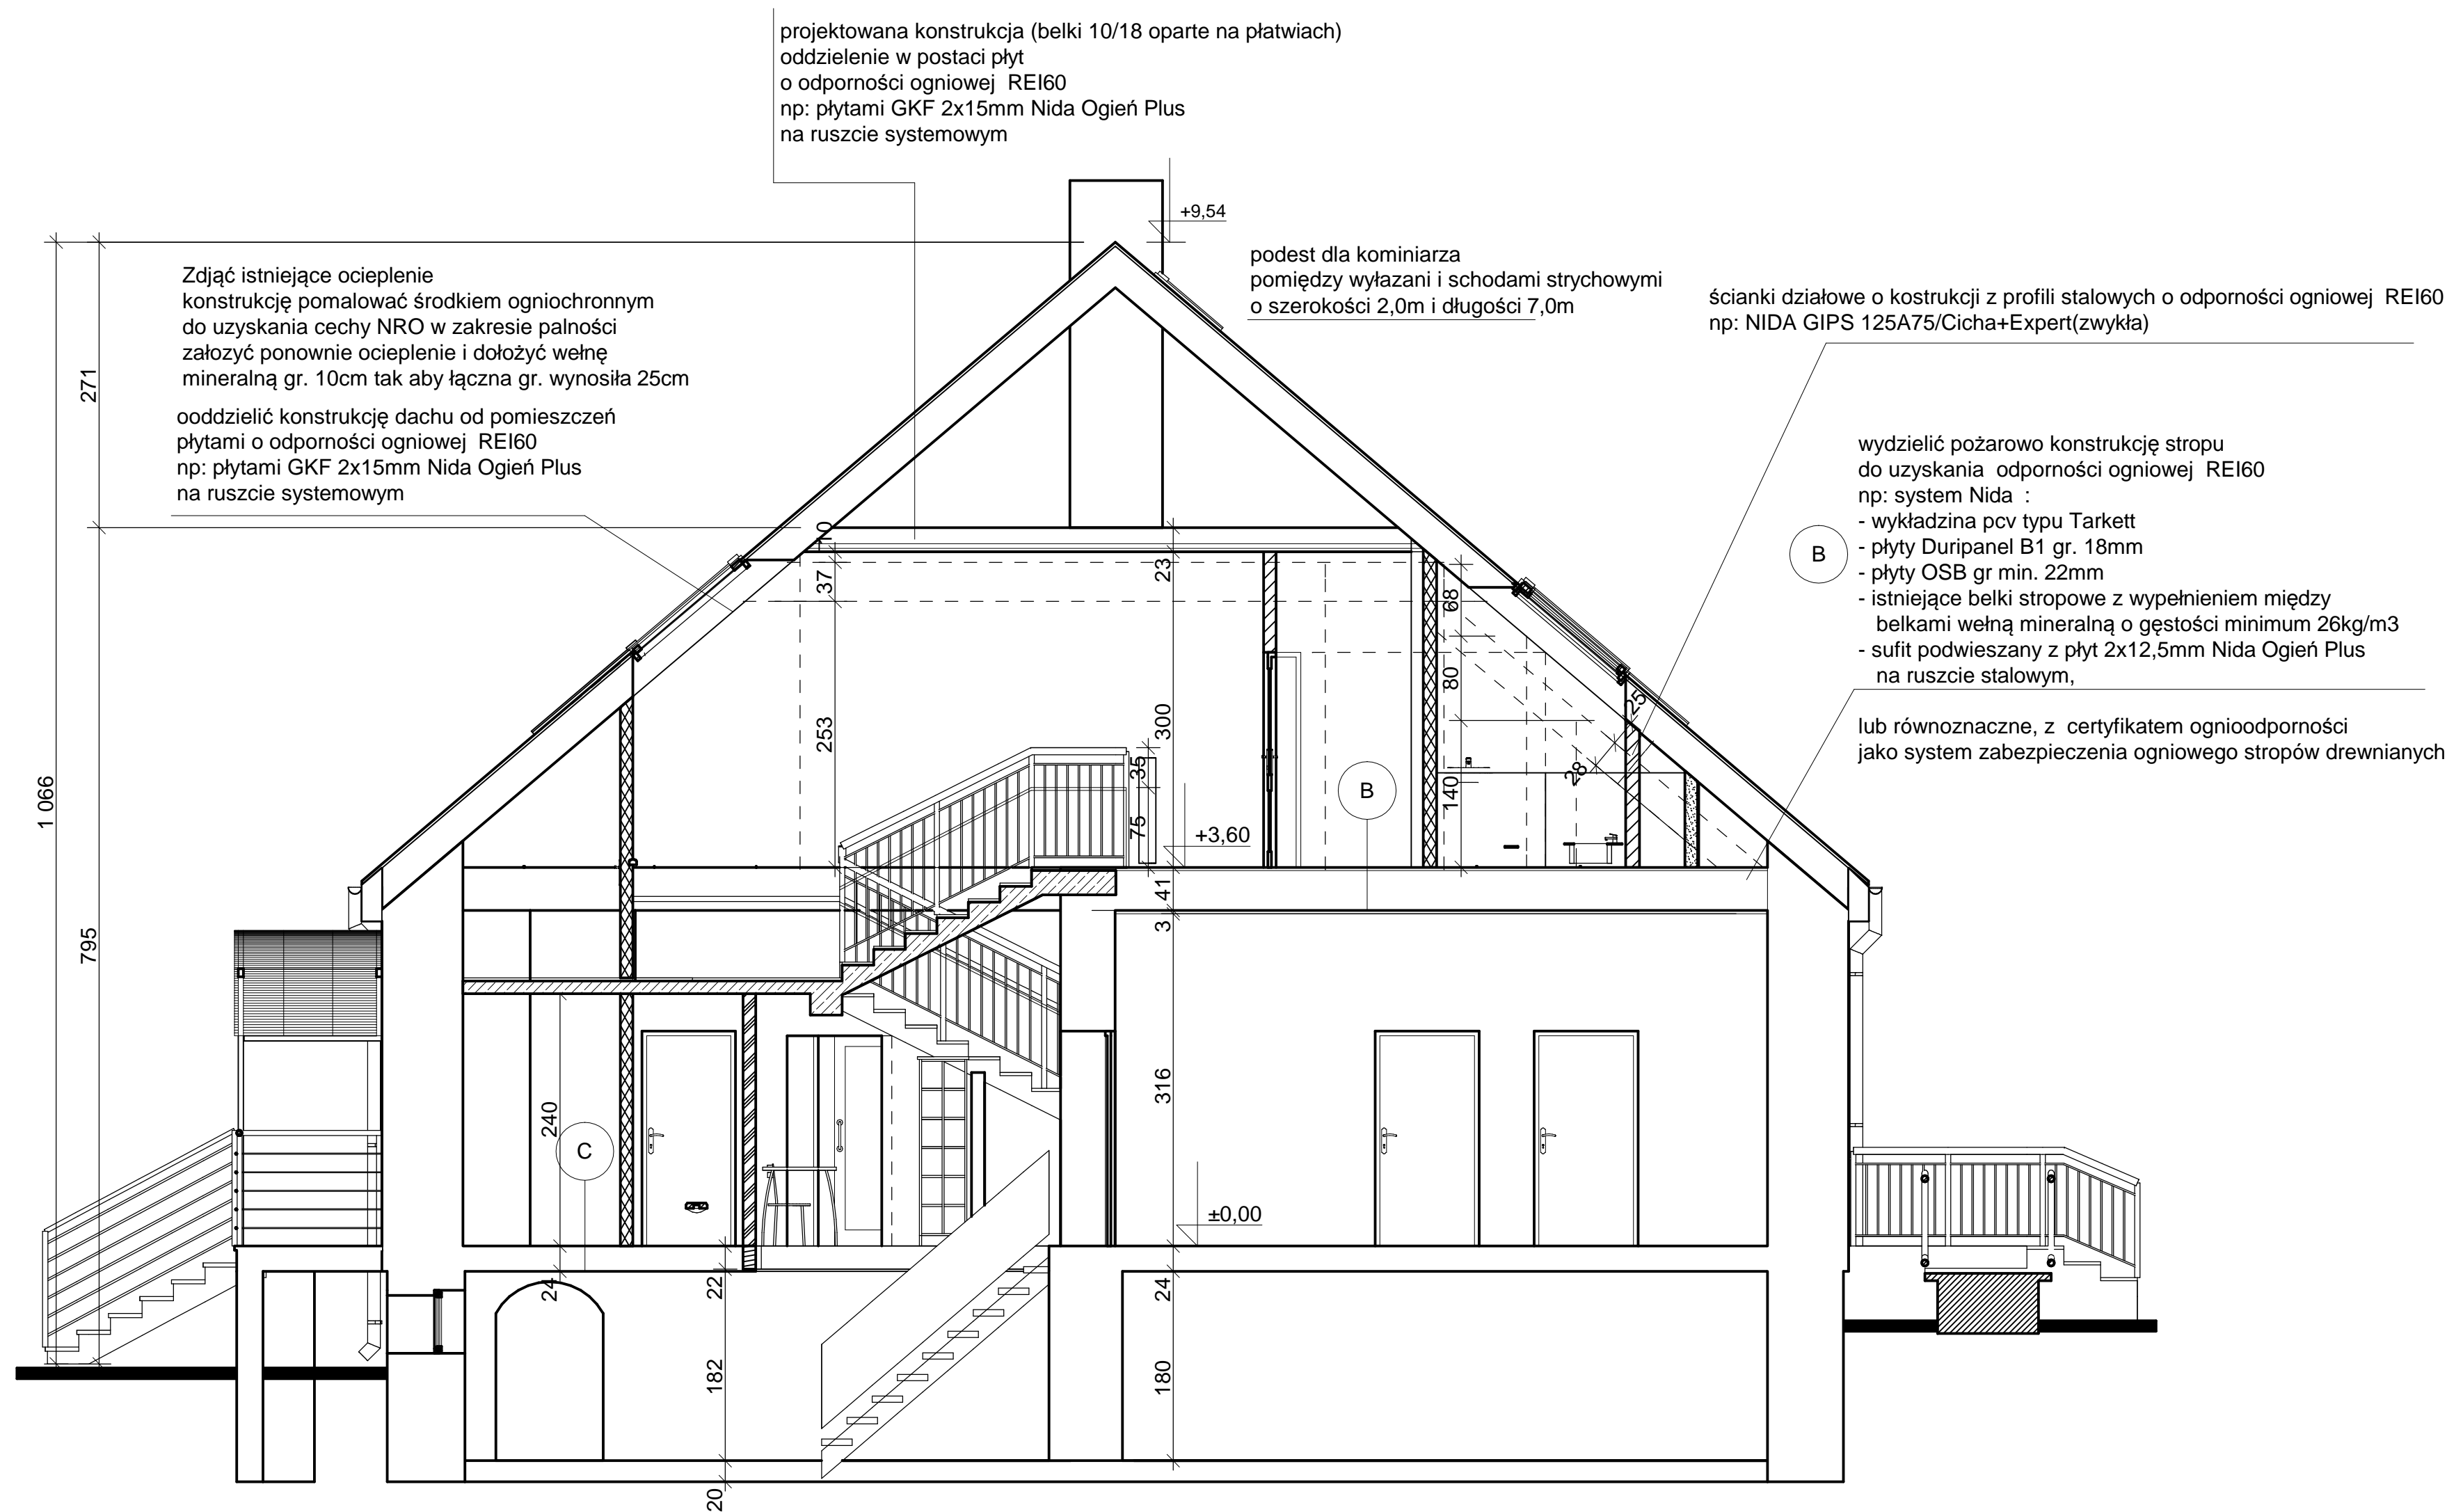 projektowana konstrukcja (belki 10/18 oparte na płatwiach)
oddzielenie w postaci płyt
o odporności ogniowej  REI60
np: płytami GKF 2x15mm Nida Ogień Plus
na ruszcie systemowym
+9,54
Zdjąć istniejące ocieplenie
konstrukcję pomalować środkiem ogniochronnym
do uzyskania cechy NRO w zakresie palności
załozyć ponownie ocieplenie i dołożyć wełnę
mineralną gr. 10cm tak aby łączna gr. wynosiła 25cm
ooddzielić konstrukcję dachu od pomieszczeń
płytami o odporności ogniowej  REI60
np: płytami GKF 2x15mm Nida Ogień Plus
na ruszcie systemowym
podest dla kominiarza
pomiędzy wyłazani i schodami strychowymi
o szerokości 2,0m i długości 7,0m
ścianki działowe o kostrukcji z profili stalowych o odporności ogniowej  REI60
np: NIDA GIPS 125A75/Cicha+Expert(zwykła)
wydzielić pożarowo konstrukcję stropu
do uzyskania  odporności ogniowej  REI60
np: system Nida  :
- wykładzina pcv typu Tarkett
- płyty Duripanel B1 gr. 18mm
- płyty OSB gr min. 22mm
- istniejące belki stropowe z wypełnieniem między
belkami wełną mineralną o gęstości minimum 26kg/m3
- sufit podwieszany z płyt 2x12,5mm Nida Ogień Plus
na ruszcie stalowym,
B
lub równoznaczne, z  certyfikatem ognioodporności
jako system zabezpieczenia ogniowego stropów drewnianych
271
795
1 066
10
37
253
23
300
41
3
316
24
180
35
75
68
80
140
25
28
+3,60
B
240
C
24
22
182
20
±0,00